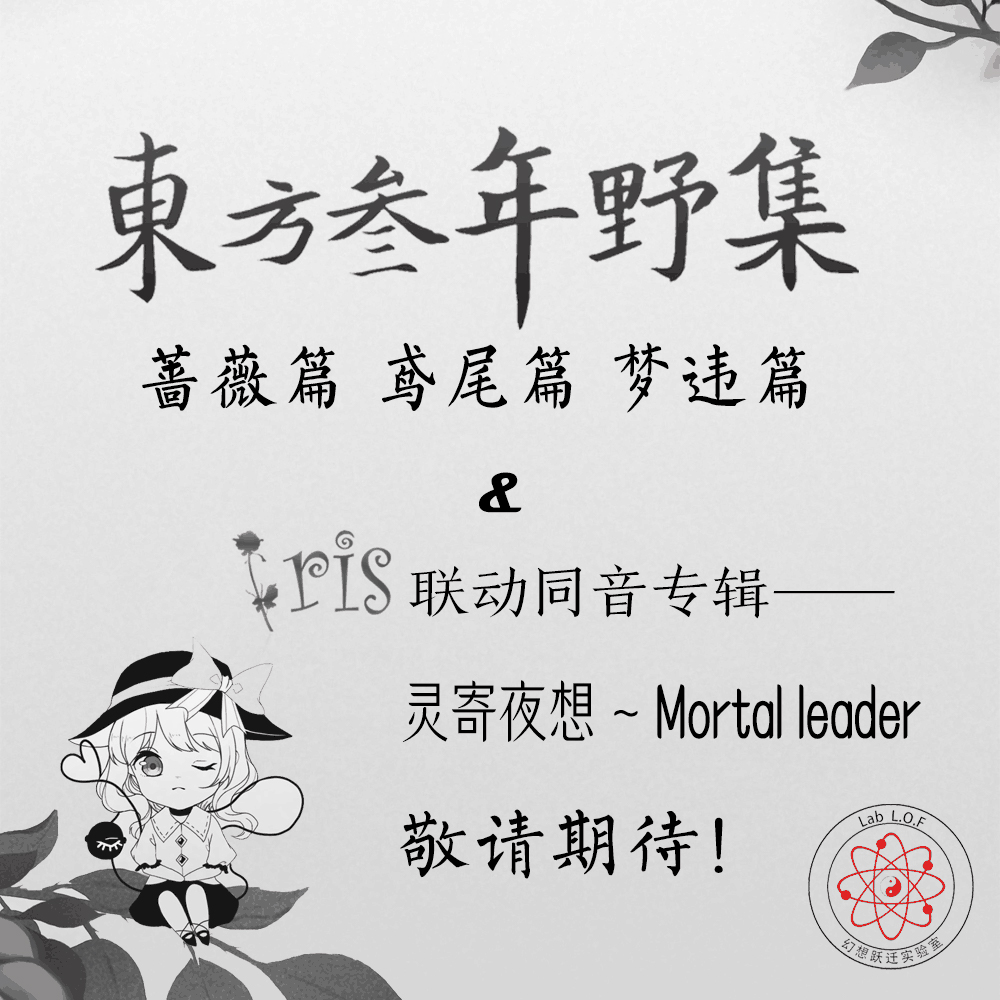 東方叁年野集
蔷薇篇 鸢尾篇 梦违篇
&
Iris 联动同音专辑——
灵寄夜想 ~ Mortal leader
敬请期待!
Lab L.O.F
幻想跃迁实验室